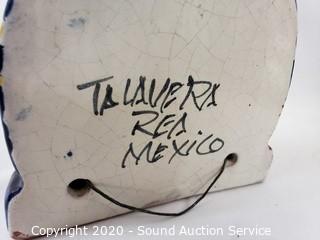 TALAVERA
REA
MEXICO
Copyright © 2020 - Sound Auction Service